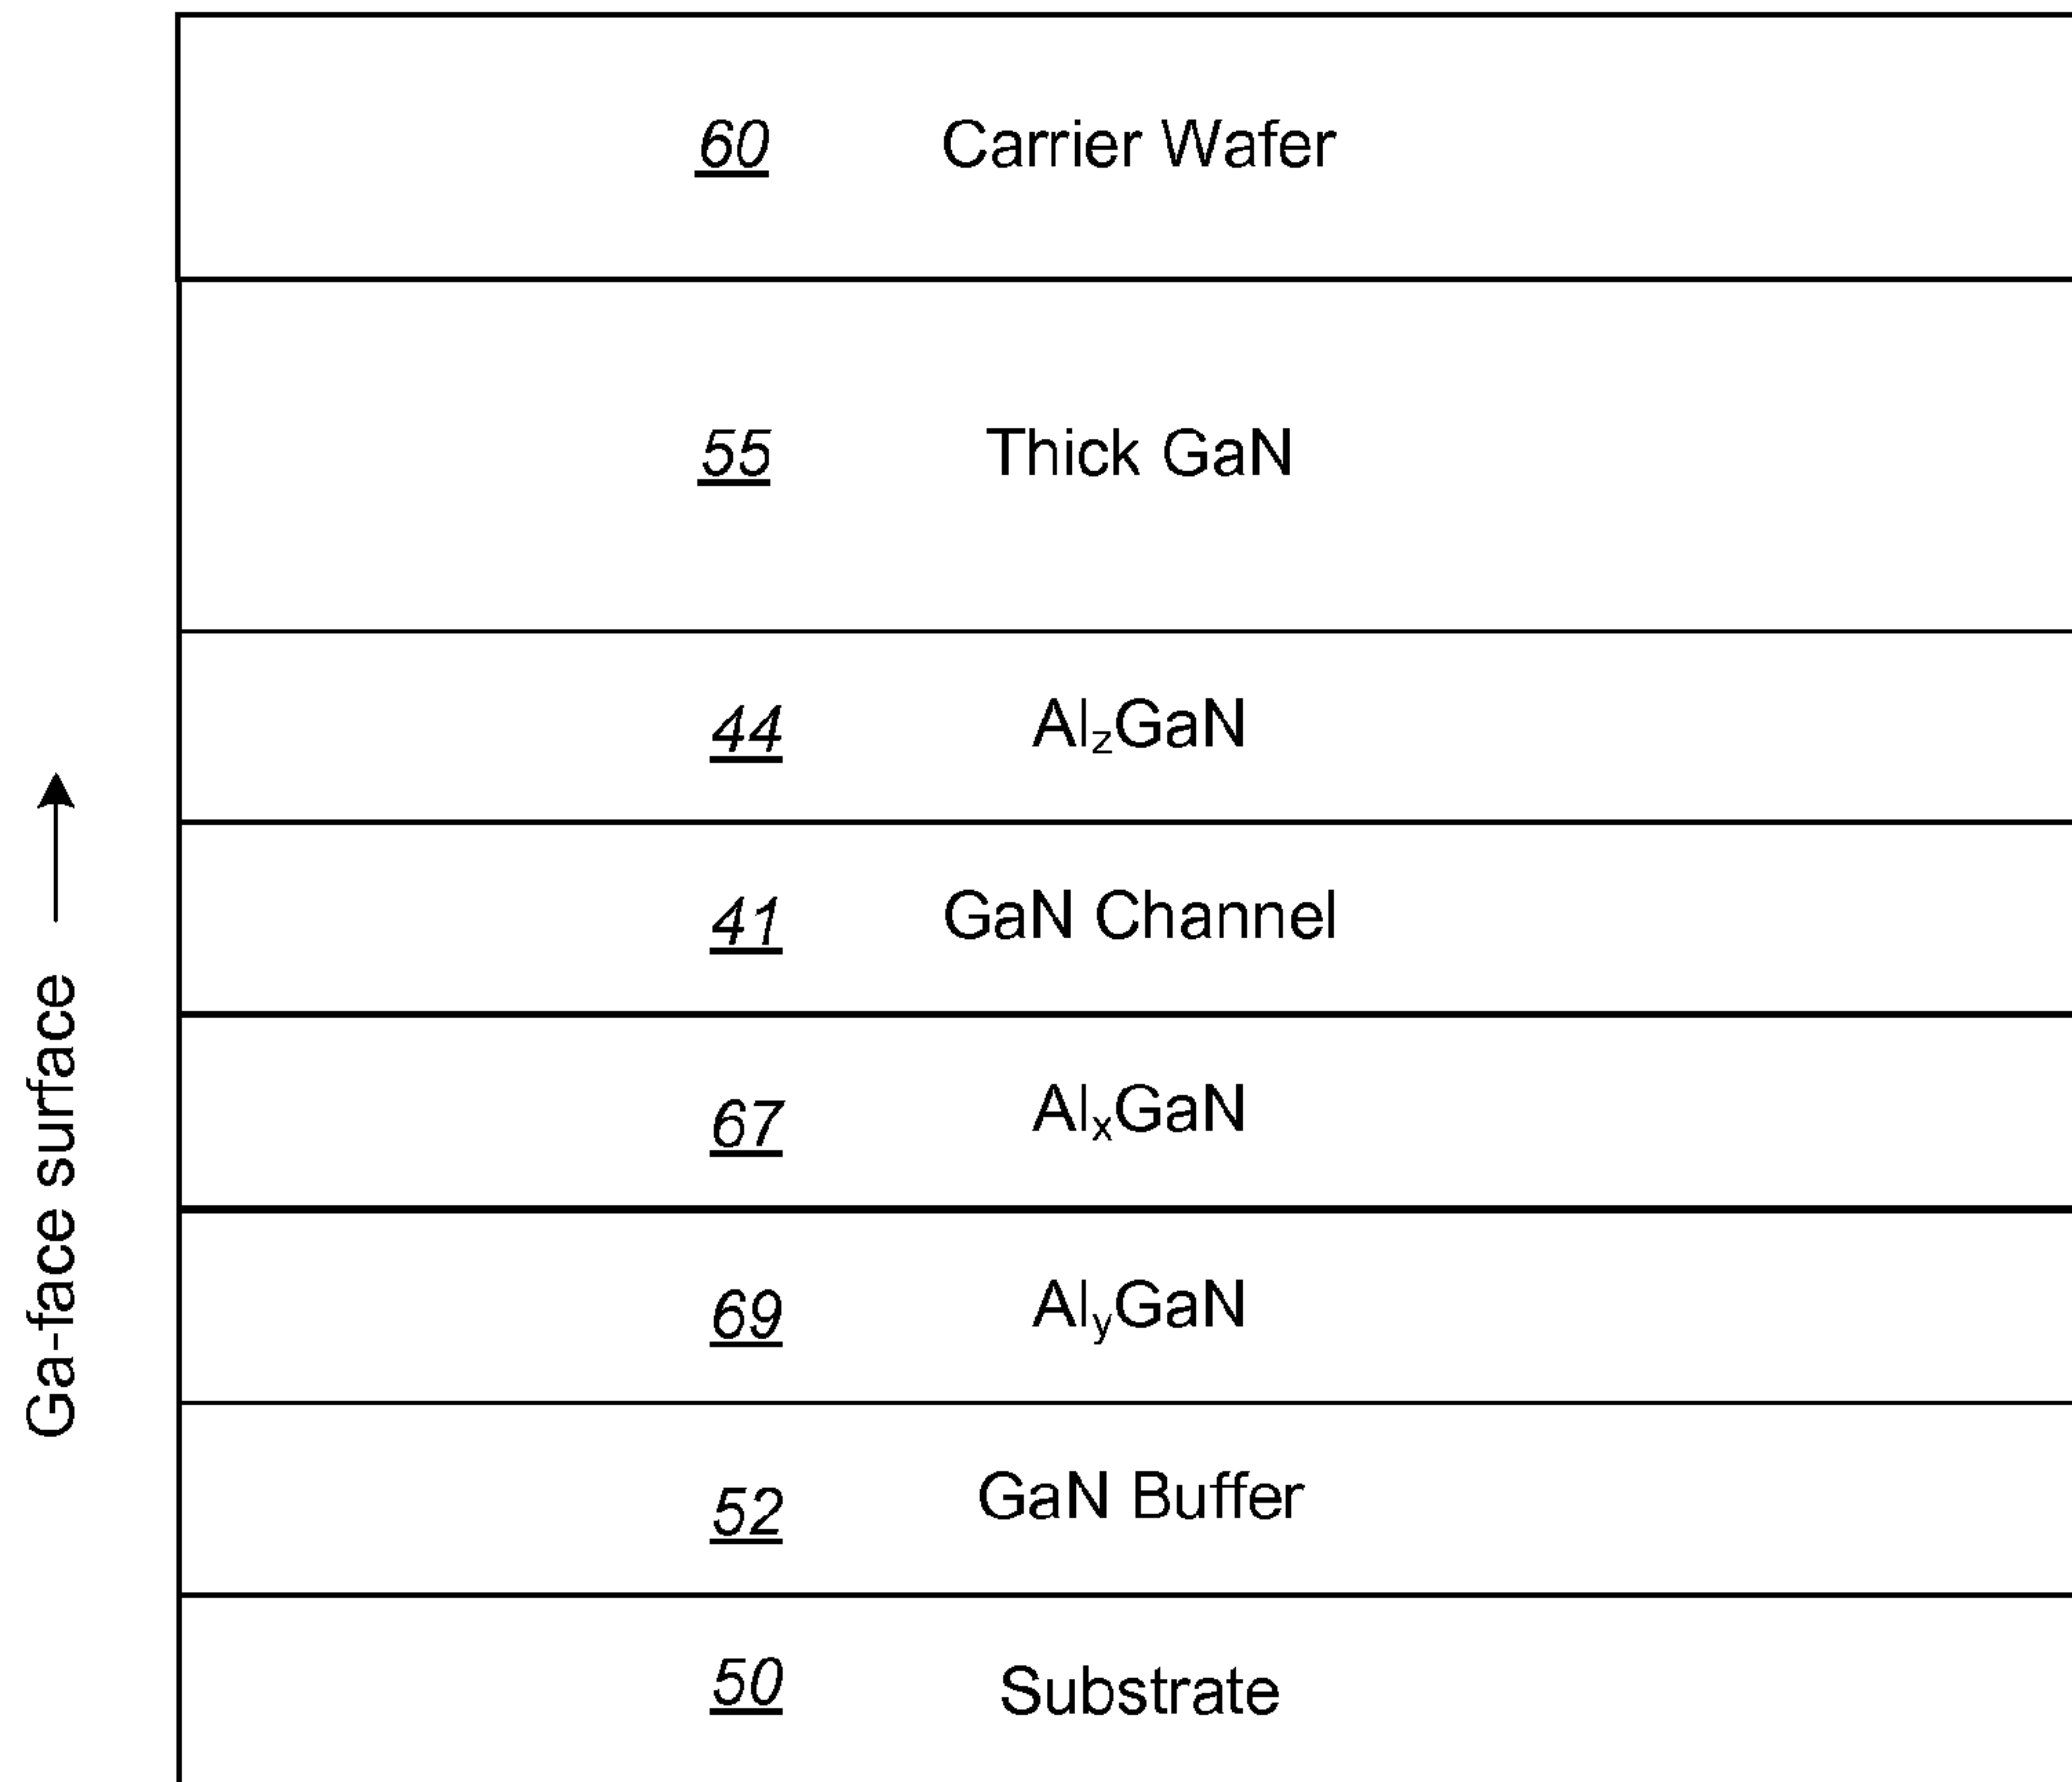 60 Carrier Wafer
55 Thick GaN
44 AlzGaN
41 GaN Channel
67 AlxGaN
69 AlyGaN
52 GaN Buffer
50 Substrate
Ga-face surface